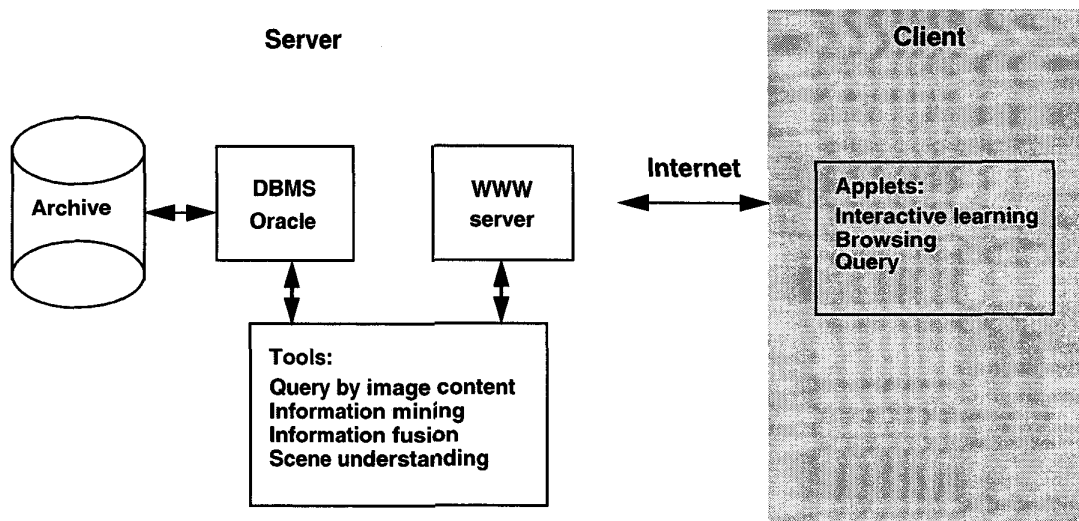 Server
Client
Archive
DBMS
Oracle
WWW
server
Internet
Applets:
Interactive learning
Browsing
Query
Tools:
Query by image content
Information mining
Information fusion
Scene understanding